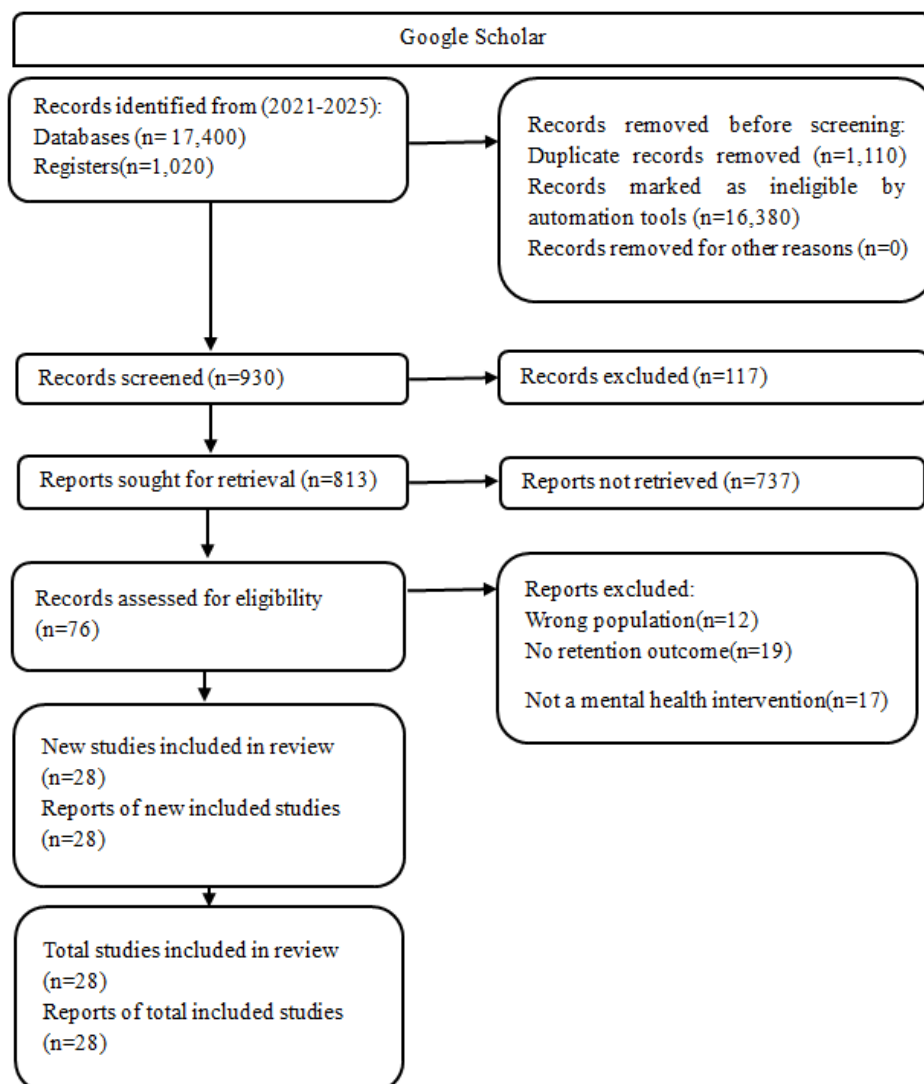 Google Scholar
Records identified from (2021-2025):
Databases (n= 17,400)
Registers(n=1,020)
Records removed before screening:
Duplicate records removed (n=1,110)
Records marked as ineligible by
automation tools (n=16,380)
Records removed for other reasons (n=0)
Records screened (n=930)
Records excluded (n=117)
Reports sought for retrieval (n=813)
Reports not retrieved (n=737)
Records assessed for eligibility
(n=76)
Reports excluded:
Wrong population(n=12)
No retention outcome(n=19)
Not a mental health intervention(n=17)
New studies included in review
(n=28)
Reports of new included studies
(n=28)
Total studies included in review
(n=28)
Reports of total included studies
(n=28)